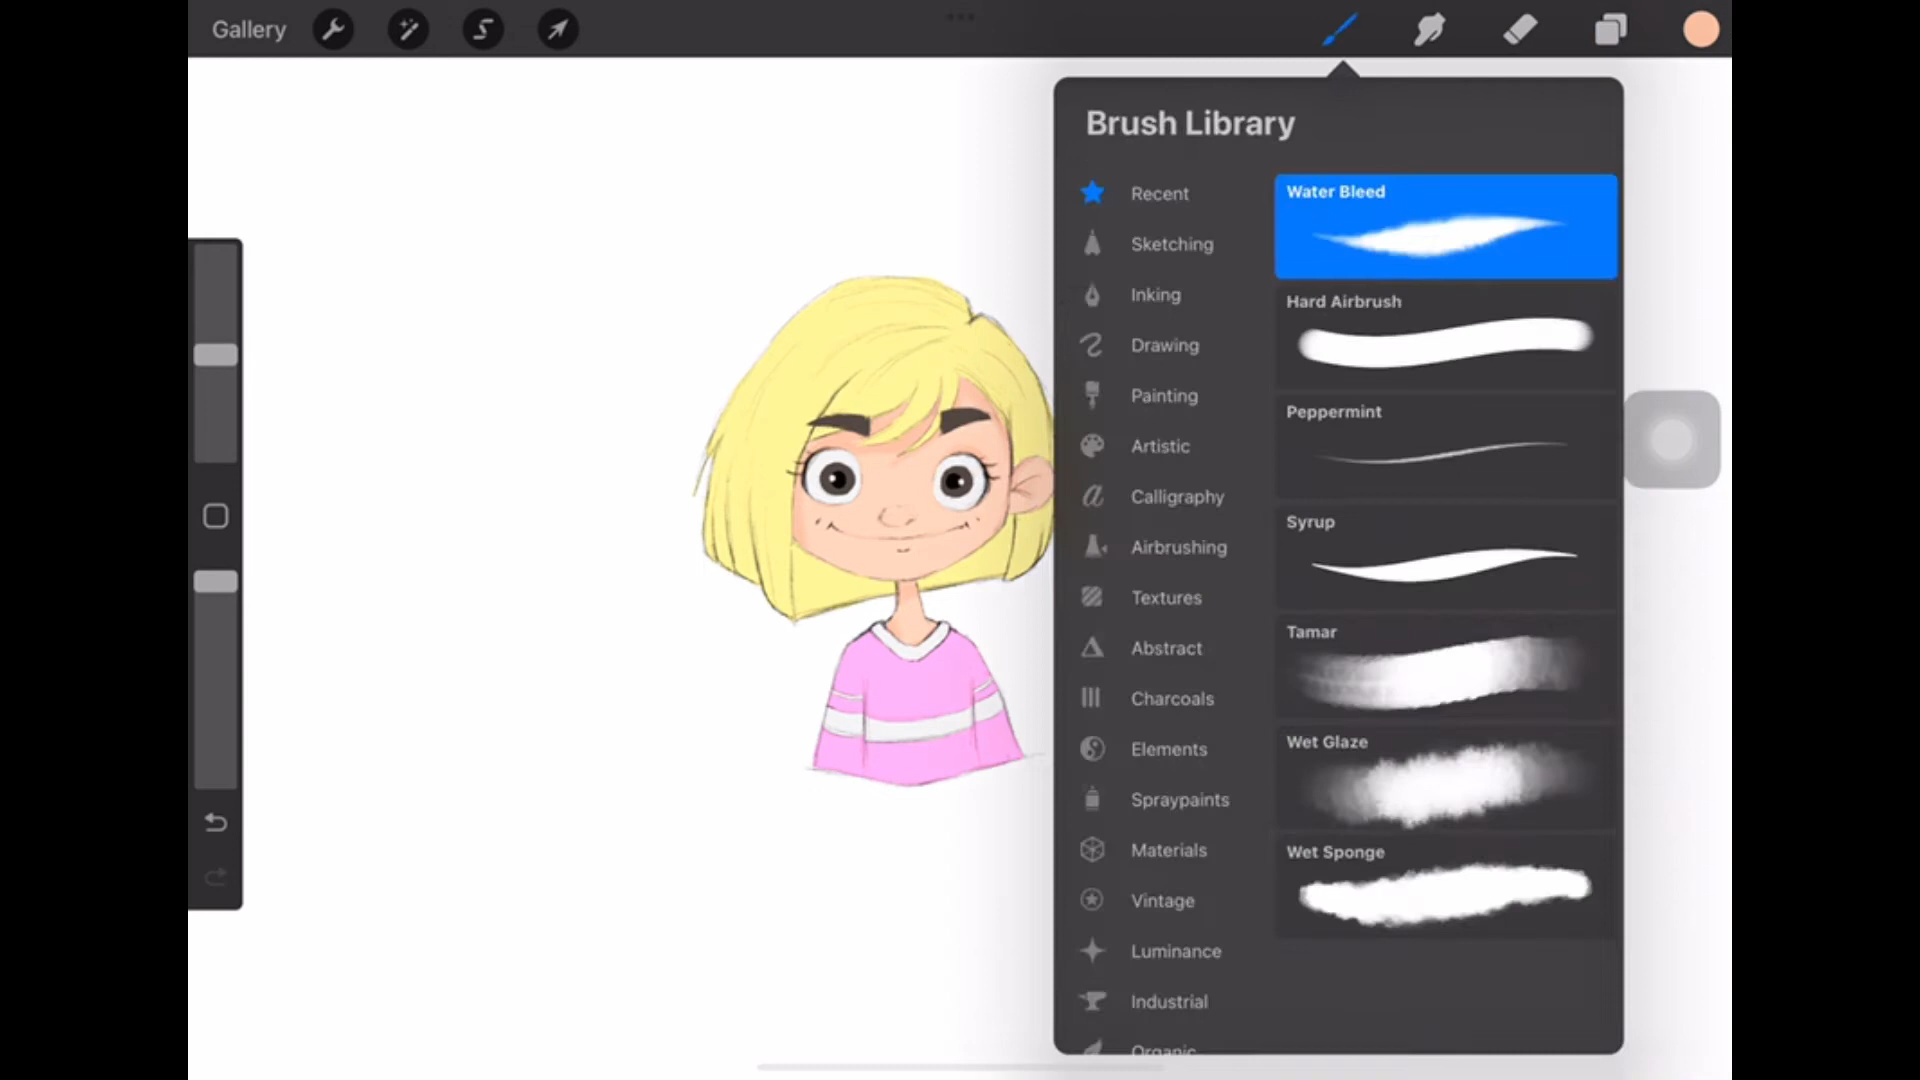 Gallery
Brush Library
Recent
Sketching
Inking
Drawing
Painting
Artistic
Calligraphy
Airbrushing
Textures
Abstract
Charcoals
Elements
Spraypaints
Materials
Vintage
Luminance
Industrial
Organic
Water Bleed
Hard Airbrush
Peppermint
Syrup
Tamar
Wet Glaze
Wet Sponge